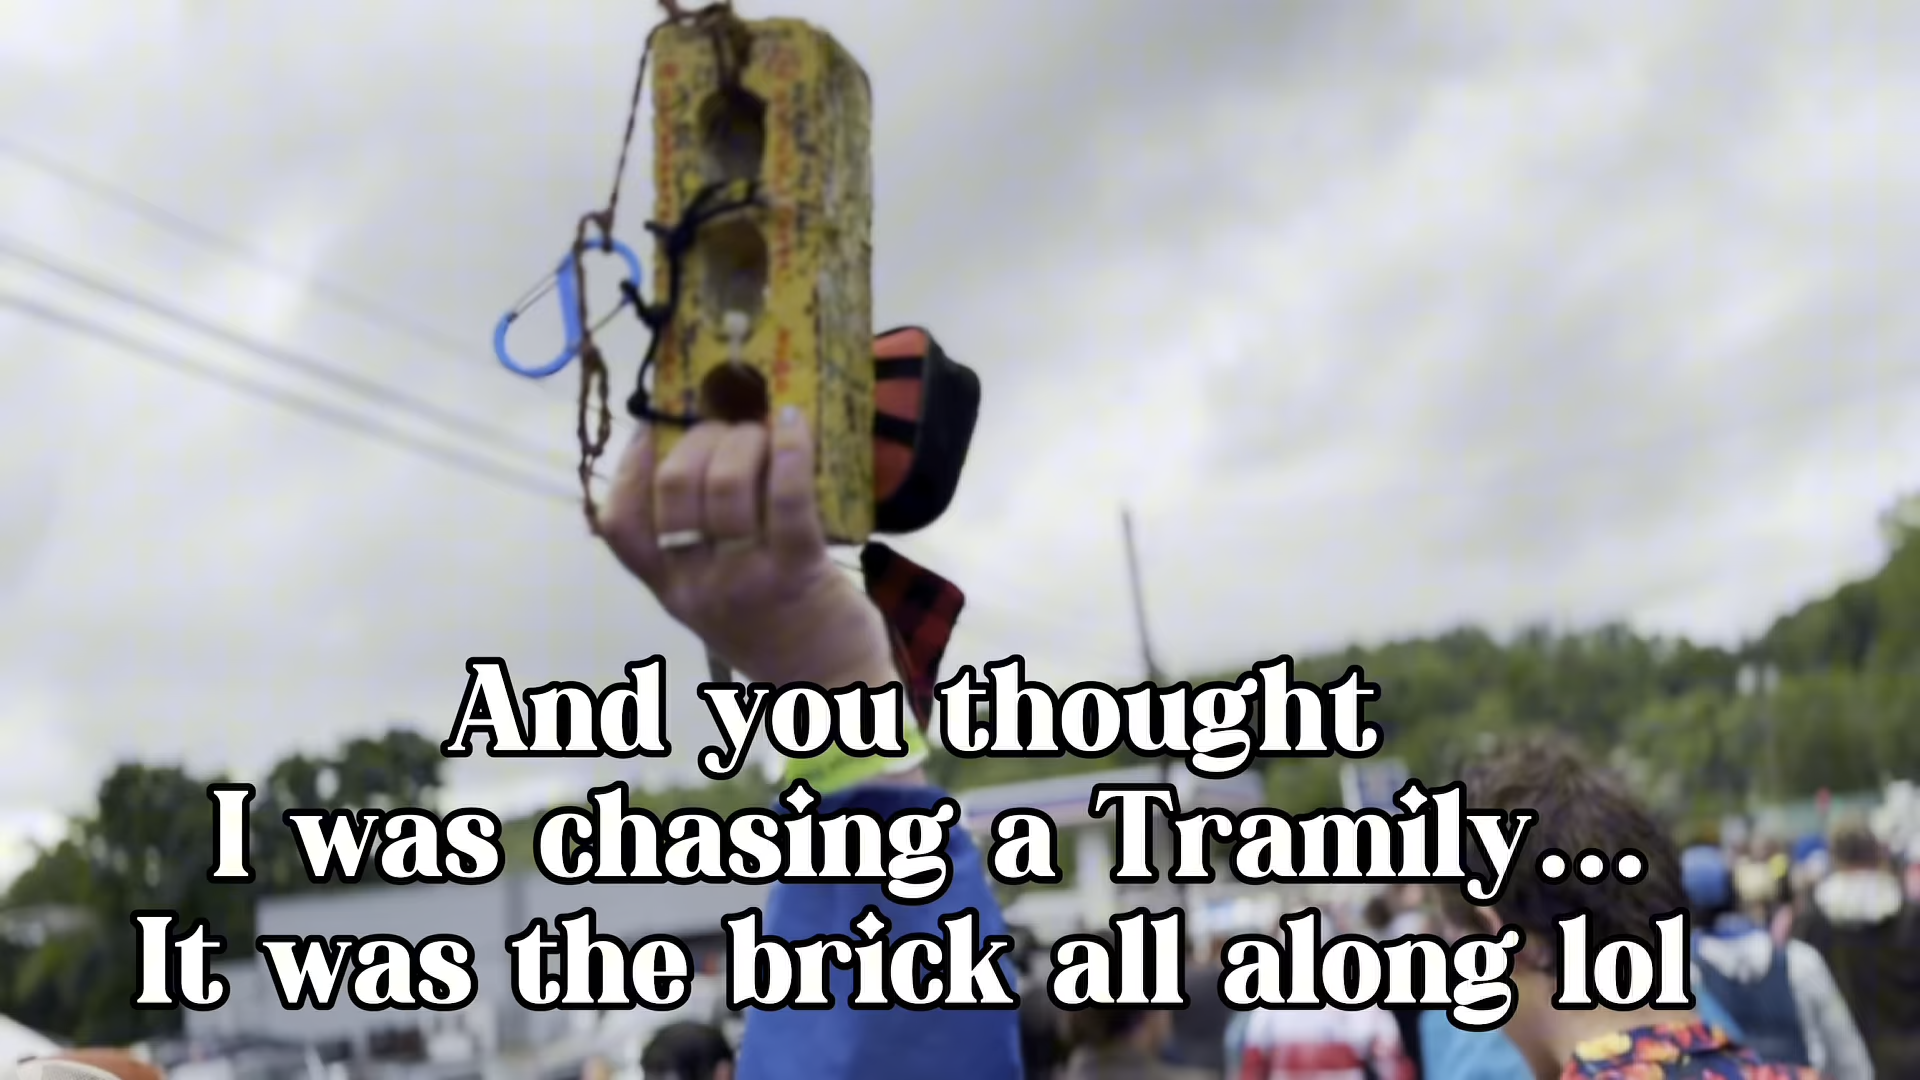 And you thought
I was chasing a Tramily...
It was the brick all along lol